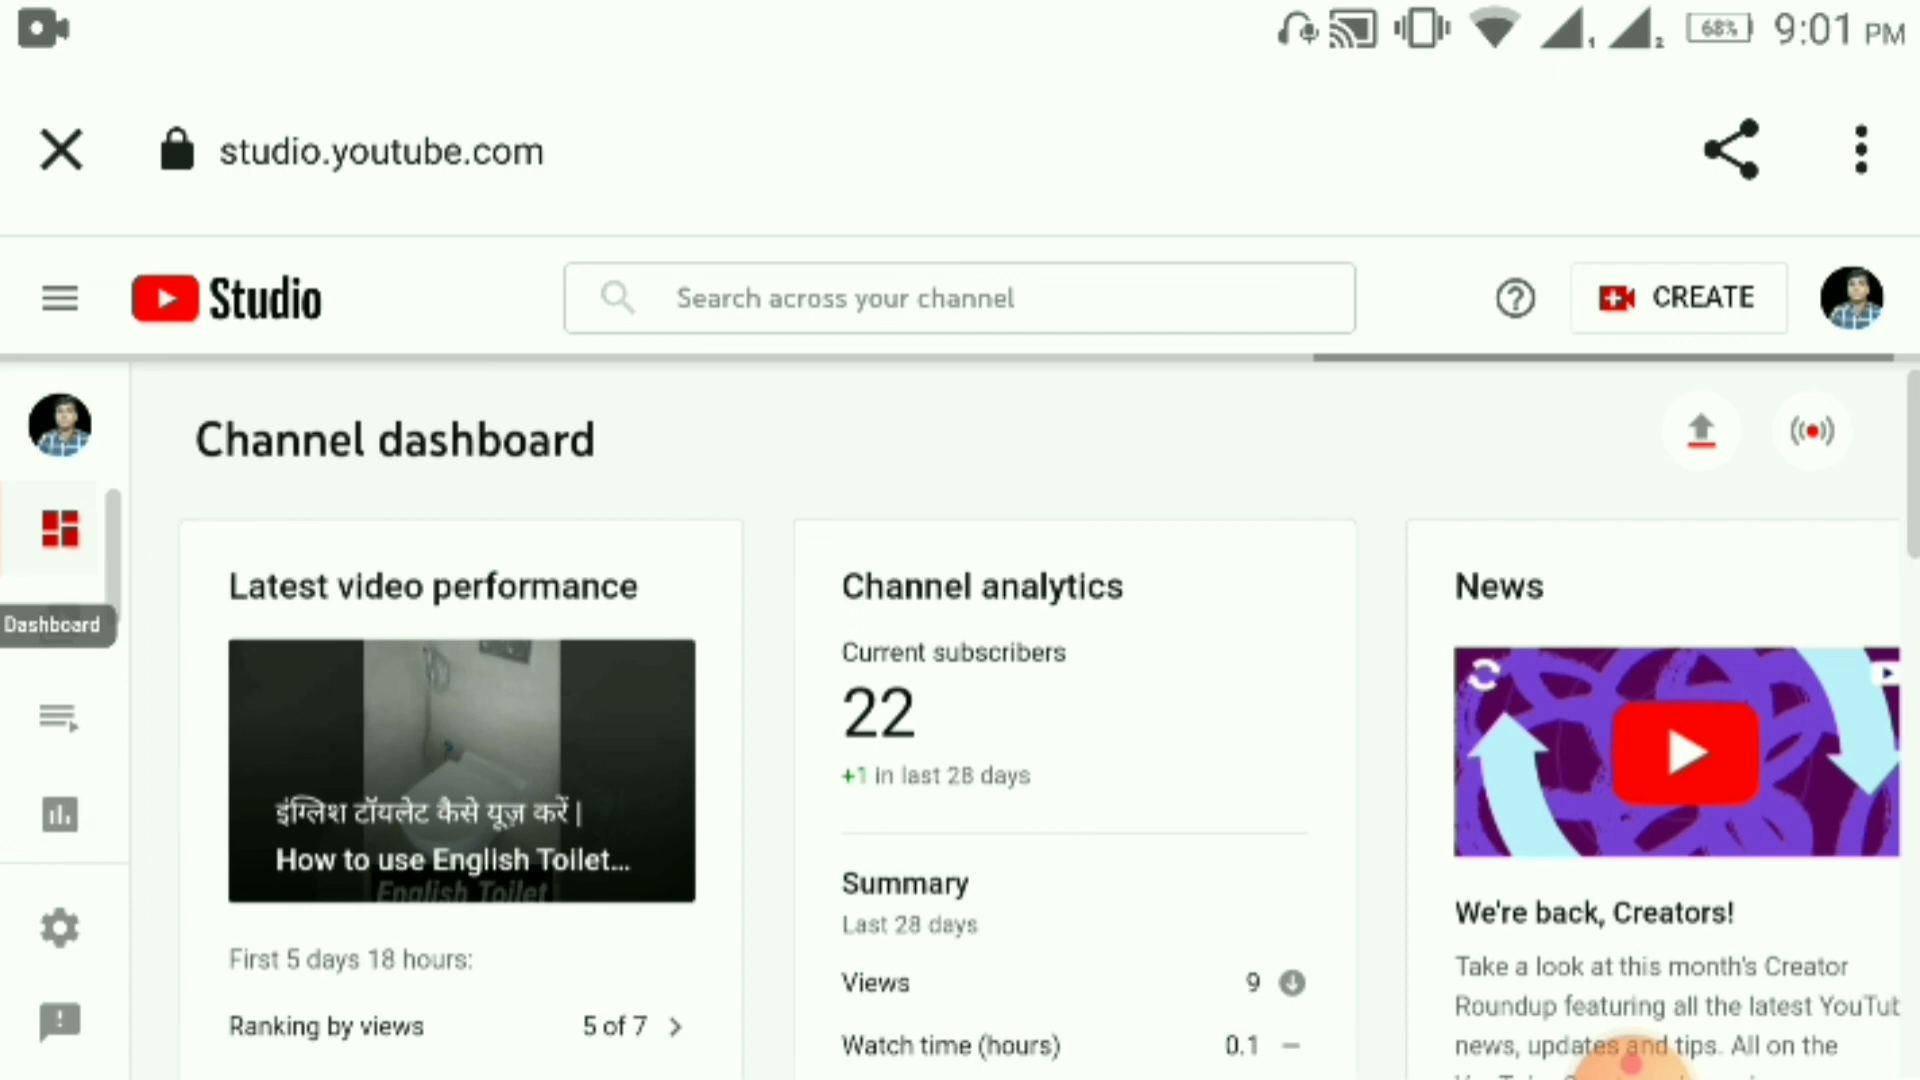 68%
9:01 PM
studio.youtube.com
Studio
Search across your channel
CREATE
Channel dashboard
Dashboard
Latest video performance
इंग्लिश टॉयलेट कैसे यूज़ करें |
How to use English Toilet...
English Toilet
First 5 days 18 hours:
Ranking by views
5 of 7
Channel analytics
Current subscribers
22
+1 in last 28 days
Summary
Last 28 days
Views
9
Watch time (hours)
0.1 —
News
We're back, Creators!
Take a look at this month's Creator
Roundup featuring all the latest YouTub
news, updates and tips. All on the